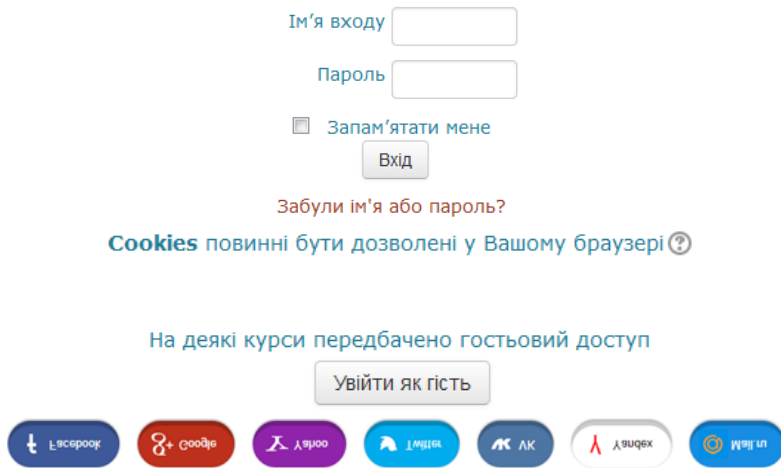 Ім'я входу
Пароль
Запам'ятати мене
Вхід
Забули ім'я або пароль?
Cookies повинні бути дозволені у Вашому браузері
На деякі курси передбачено гостьовий доступ
Увійти як гість
Facebook Google Yahoo Twitter VK Yandex Mail.ru